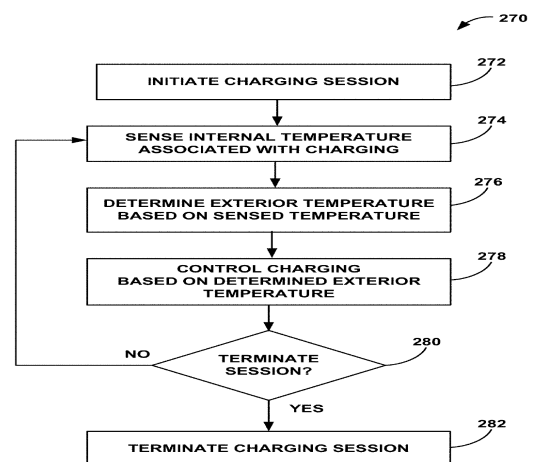 270
INITIATE CHARGING SESSION
272
SENSE INTERNAL TEMPERATURE
ASSOCIATED WITH CHARGING
274
DETERMINE EXTERIOR TEMPERATURE
BASED ON SENSED TEMPERATURE
276
CONTROL CHARGING
BASED ON DETERMINED EXTERIOR
TEMPERATURE
278
NO
TERMINATE
SESSION?
280
YES
TERMINATE CHARGING SESSION
282